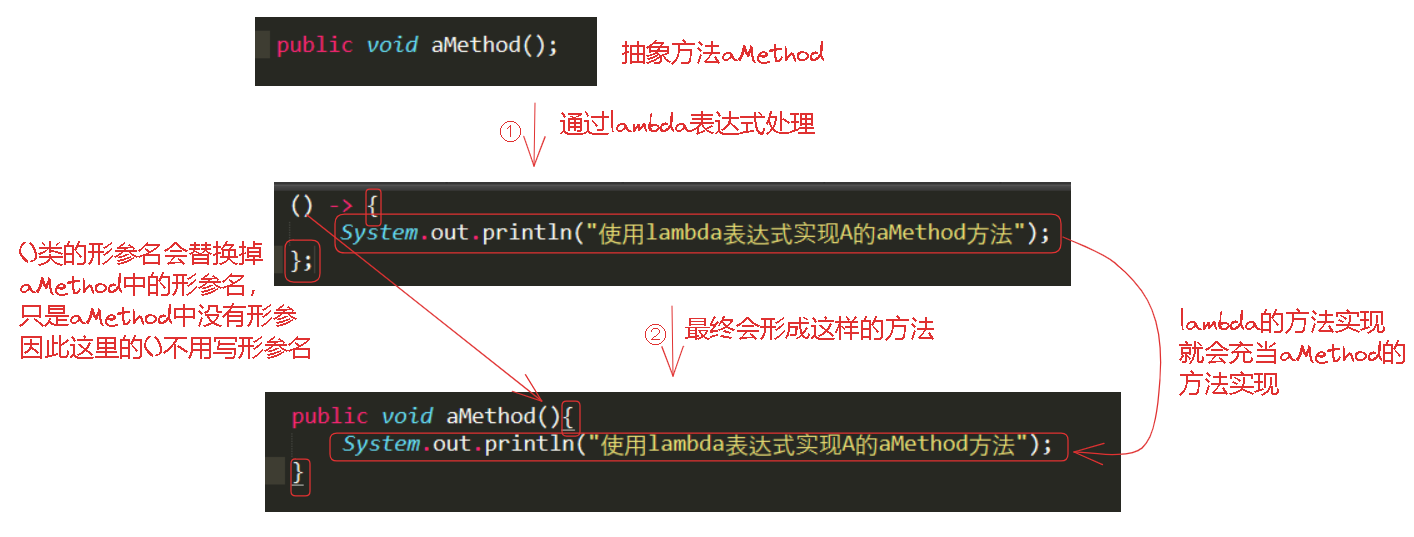 public void aMethod();
抽象方法aMethod
① 通过lambda表达式处理
() -> {
System.out.println("使用lambda表达式实现A的aMethod方法");
};
()类的形参名会替换掉
aMethod中的形参名，
只是aMethod中没有形参
因此这里的()不用写形参名
② 最终会形成这样的方法
lambda的方法实现
就会充当aMethod的
方法实现
public void aMethod(){
System.out.println("使用lambda表达式实现A的aMethod方法");
}